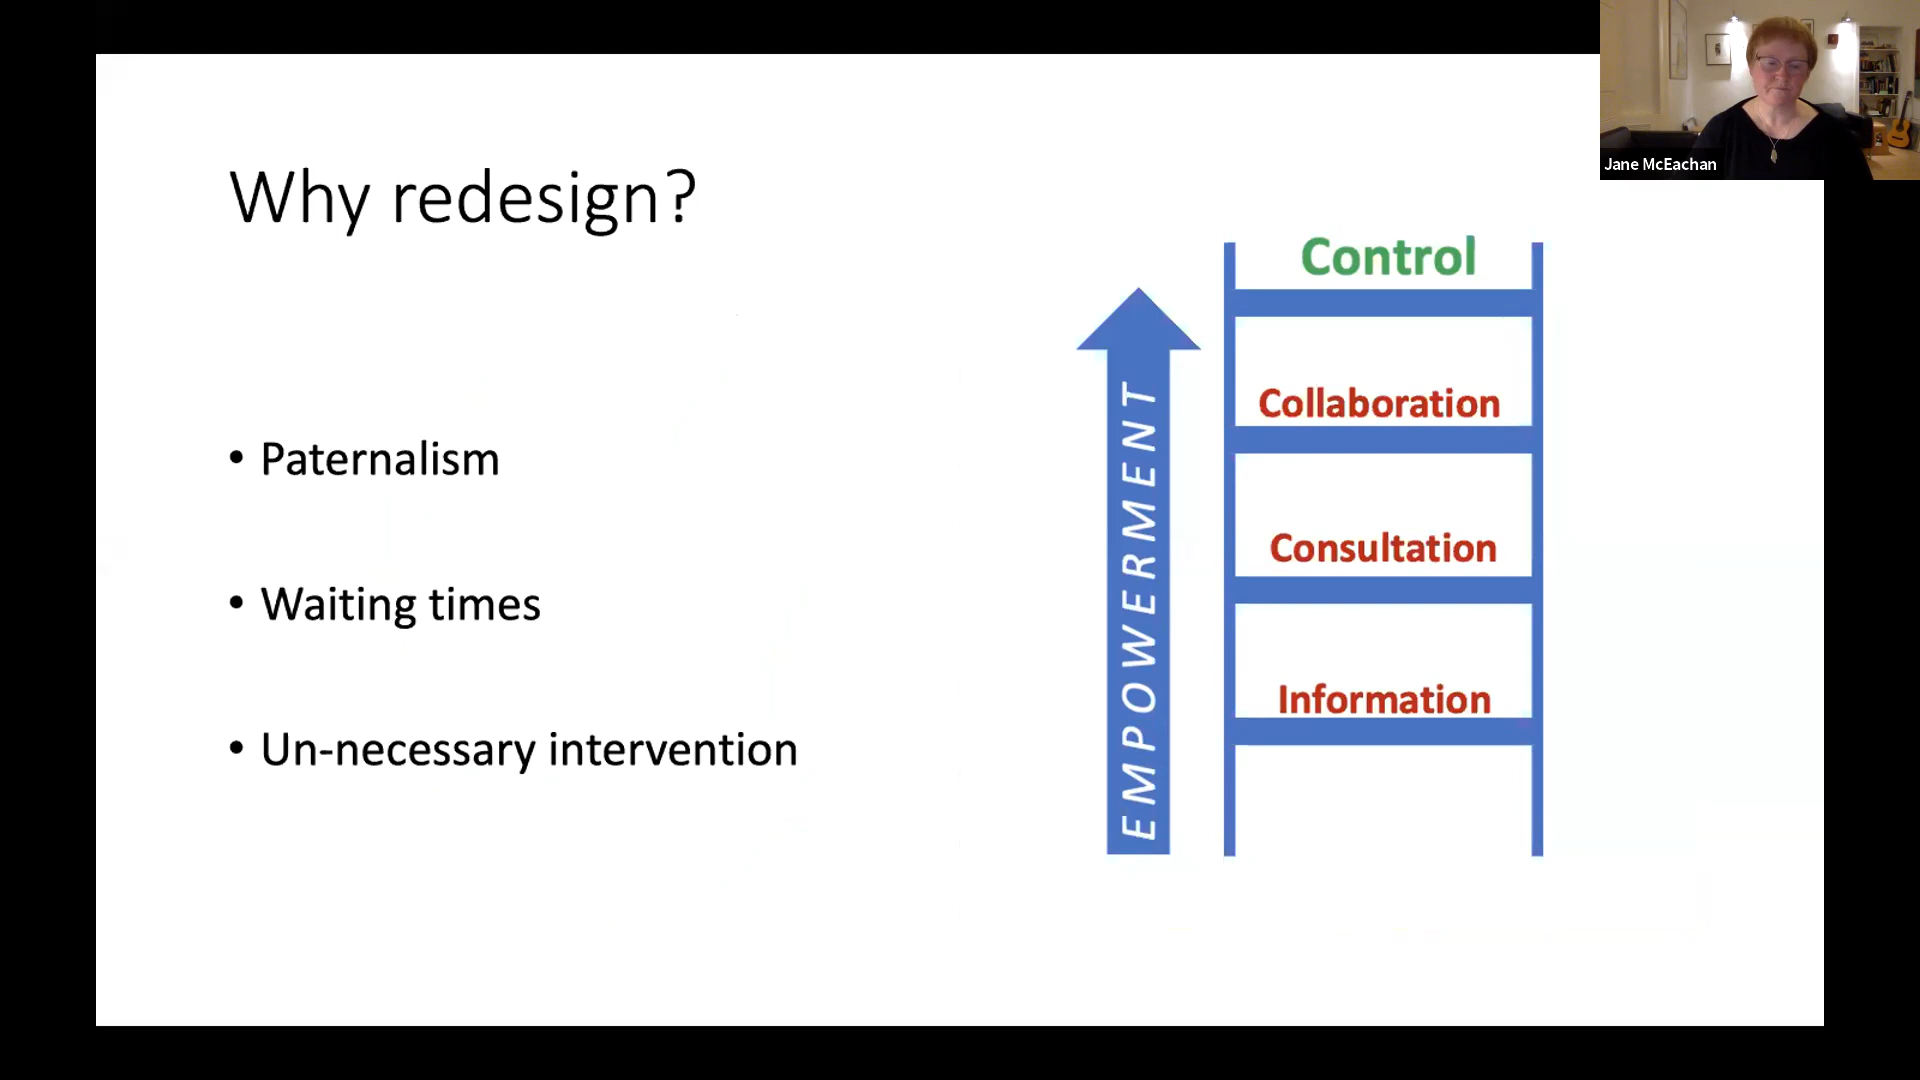 Jane McEachan
Why redesign?
• Paternalism
• Waiting times
• Un-necessary intervention
EMPOWERMENT
Control
Collaboration
Consultation
Information